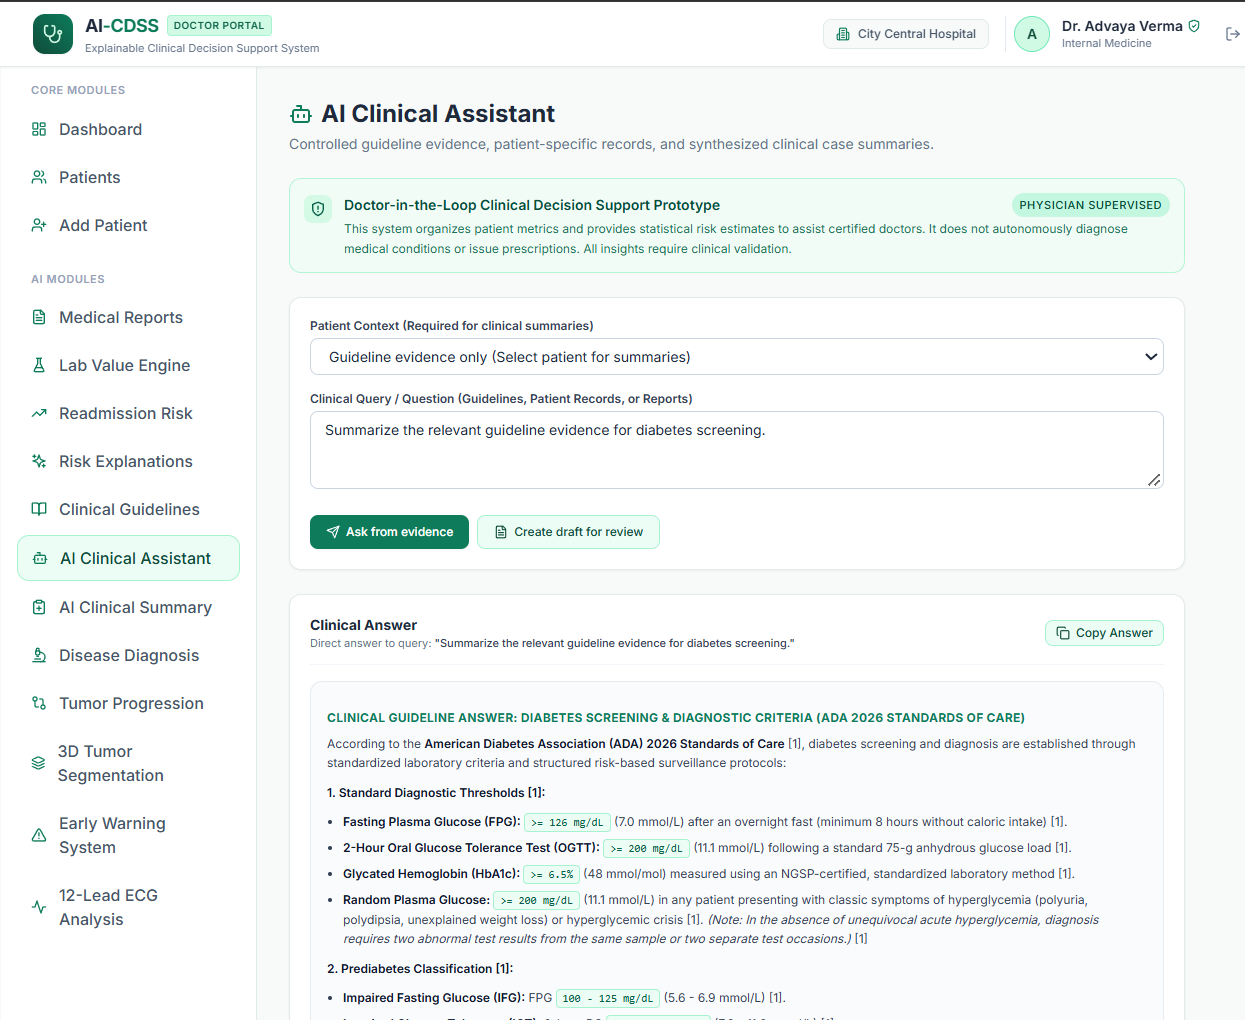 AI-CDSS DOCTOR PORTAL
Explainable Clinical Decision Support System
City Central Hospital
A
Dr. Advaya Verma
Internal Medicine
CORE MODULES
Dashboard
Patients
Add Patient
AI MODULES
Medical Reports
Lab Value Engine
Readmission Risk
Risk Explanations
Clinical Guidelines
AI Clinical Assistant
AI Clinical Summary
Disease Diagnosis
Tumor Progression
3D Tumor
Segmentation
Early Warning
System
12-Lead ECG
Analysis
AI Clinical Assistant
Controlled guideline evidence, patient-specific records, and synthesized clinical case summaries.
Doctor-in-the-Loop Clinical Decision Support Prototype
PHYSICIAN SUPERVISED
This system organizes patient metrics and provides statistical risk estimates to assist certified doctors. It does not autonomously diagnose
medical conditions or issue prescriptions. All insights require clinical validation.
Patient Context (Required for clinical summaries)
Guideline evidence only (Select patient for summaries)
Clinical Query / Question (Guidelines, Patient Records, or Reports)
Summarize the relevant guideline evidence for diabetes screening.
Ask from evidence
Create draft for review
Clinical Answer
Direct answer to query: "Summarize the relevant guideline evidence for diabetes screening."
Copy Answer
CLINICAL GUIDELINE ANSWER: DIABETES SCREENING & DIAGNOSTIC CRITERIA (ADA 2026 STANDARDS OF CARE)
According to the American Diabetes Association (ADA) 2026 Standards of Care [1], diabetes screening and diagnosis are established through
standardized laboratory criteria and structured risk-based surveillance protocols:
1. Standard Diagnostic Thresholds [1]:
• Fasting Plasma Glucose (FPG): >= 126 mg/dL (7.0 mmol/L) after an overnight fast (minimum 8 hours without caloric intake) [1].
• 2-Hour Oral Glucose Tolerance Test (OGTT): >= 200 mg/dL (11.1 mmol/L) following a standard 75-g anhydrous glucose load [1].
• Glycated Hemoglobin (HbA1c): >= 6.5% (48 mmol/mol) measured using an NGSP-certified, standardized laboratory method [1].
• Random Plasma Glucose: >= 200 mg/dL (11.1 mmol/L) in any patient presenting with classic symptoms of hyperglycemia (polyuria,
polydipsia, unexplained weight loss) or hyperglycemic crisis [1]. (Note: In the absence of unequivocal acute hyperglycemia, diagnosis
requires two abnormal test results from the same sample or two separate test occasions.) [1]
2. Prediabetes Classification [1]:
• Impaired Fasting Glucose (IFG): FPG 100 - 125 mg/dL (5.6 - 6.9 mmol/L) [1].